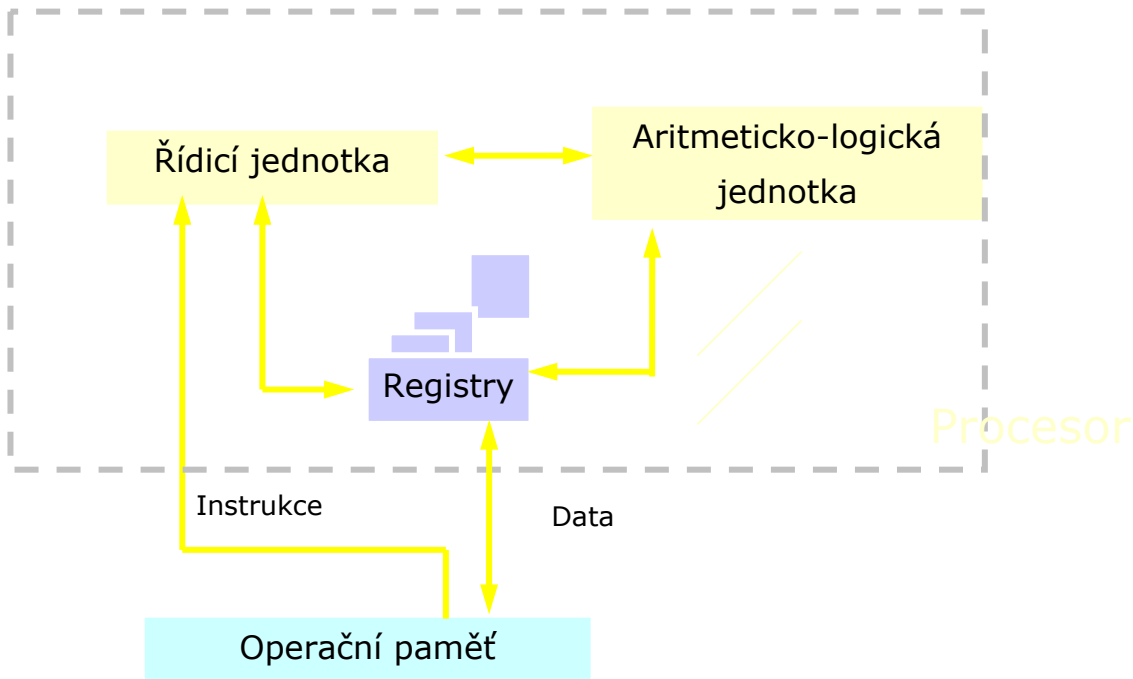 Řídicí jednotka
Aritmeticko-logická
jednotka
Registry
Procesor
Instrukce
Data
Operační paměť